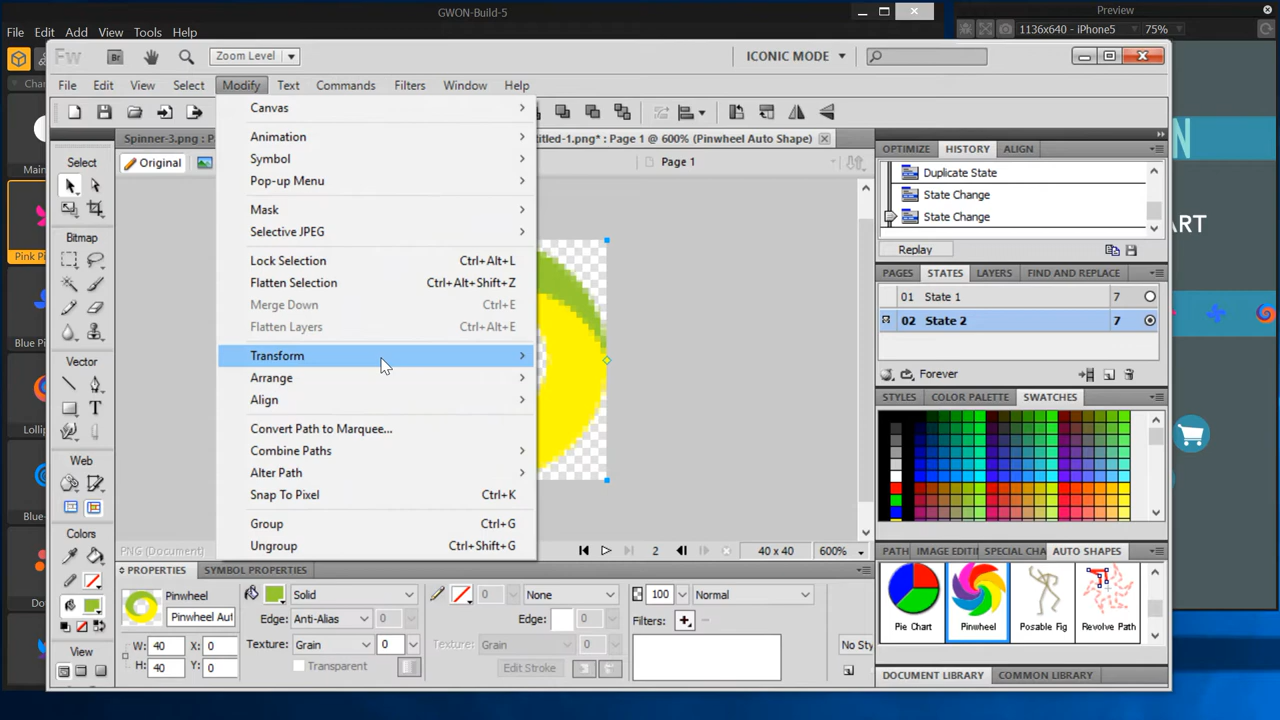 GWON-Build-5
Preview
File Add View Tools Help
1136x640 - iPhone5 75%
Fw Br Zoom Level ICONIC MODE
File Edit View Select Modify Text Commands Filters Window Help
Spinner-3.png : P
titled-1.png* : Page 1 @ 600% (Pinwheel Auto Shape)
Original
Page 1
Canvas
Animation
Symbol
Pop-up Menu
Mask
Selective JPEG
Lock Selection Ctrl+Alt+L
Flatten Selection Ctrl+Alt+Shift+Z
Merge Down Ctrl+E
Flatten Layers Ctrl+Alt+E
Transform
Arrange
Align
Convert Path to Marquee...
Combine Paths
Alter Path
Snap To Pixel Ctrl+K
Group Ctrl+G
Ungroup Ctrl+Shift+G
Main
Pink Pi
Blue Pi
Lollip
Blue-
Do
Select
Bitmap
Vector
T
Web
Colors
View
OPTIMIZE HISTORY ALIGN
Duplicate State
State Change
State Change
Replay
PAGES STATES LAYERS FIND AND REPLACE
01 State 1 7
02 State 2 7
Forever
STYLES COLOR PALETTE SWATCHES
N
ART
PATH IMAGE EDITI SPECIAL CHA AUTO SHAPES
Pie Chart Pinwheel Posable Fig Revolve Path
DOCUMENT LIBRARY COMMON LIBRARY
PNG (Document)
2 40 x 40 600%
PROPERTIES SYMBOL PROPERTIES
Pinwheel
Pinwheel Aut
W: 40 X: 0
H: 40 Y: 0
Solid
Edge: Anti-Alias 0
Texture: Grain 0
Transparent
0 None
Edge: 0
Texture: Grain 0
Edit Stroke
100 Normal
Filters:
No Sty